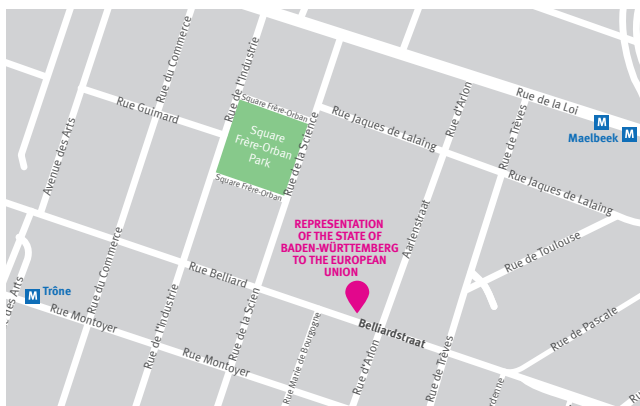 Rue du Commerce
Rue de l'Industrie
Rue Guimard
Square Frère-Orban
Square
Frère-Orban
Park
Square Frère-Orban
Rue de la Science
Rue Jaques de Lalaing
Rue d'Arlon
Rue de la Loi
M
Maelbeek
M
Rue de Trèves
Rue Jaques de Lalaing
Avenue des Arts
REPRESENTATION
OF THE STATE OF
BADEN-WÜRTTEMBERG
TO THE EUROPEAN
UNION
Aarlenstraat
Rue de Toulouse
Rue du Commerce
Rue Belliard
M
Trône
des Arts
Rue Montoyer
Rue de l'Industrie
Rue de la Scien
Rue Montoyer
Rue Marie de Bourgogne
Belliardstraat
Rue d'Arlon
Rue de Trèves
Rue de Pascale
rdenne